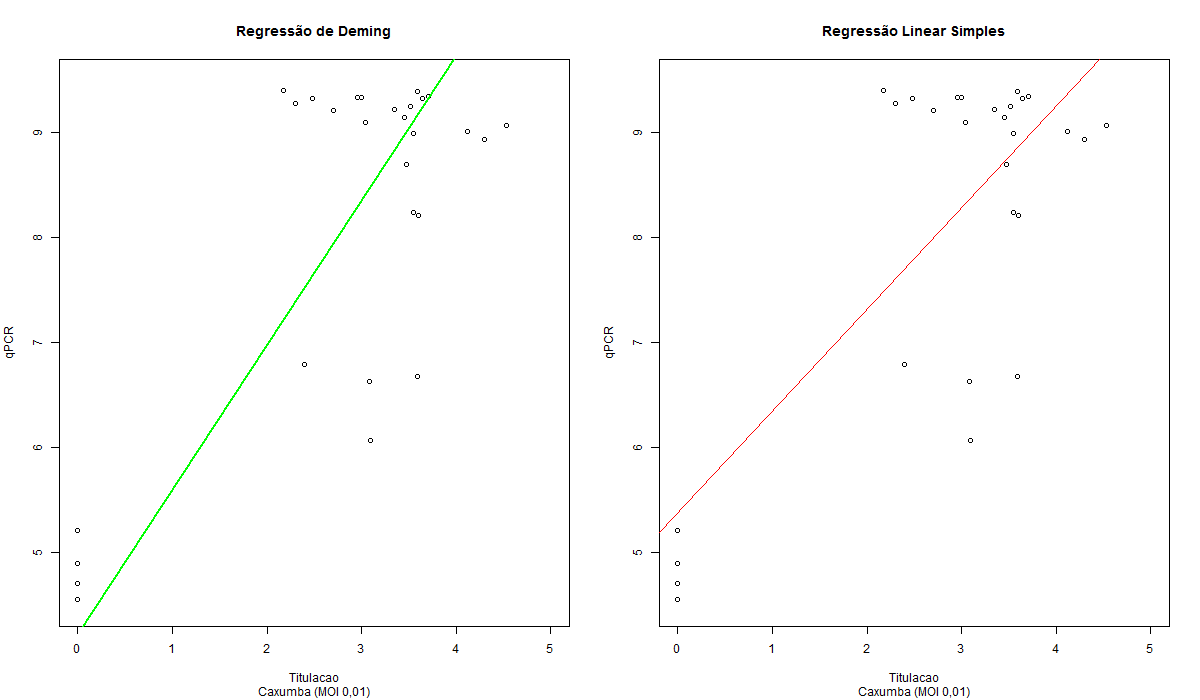 Regressão de Deming
qPCR
9
8
7
6
5
0 1 2 3 4 5
Titulacao
Caxumba (MOI 0,01)
Regressão Linear Simples
qPCR
9
8
7
6
5
0 1 2 3 4 5
Titulacao
Caxumba (MOI 0,01)